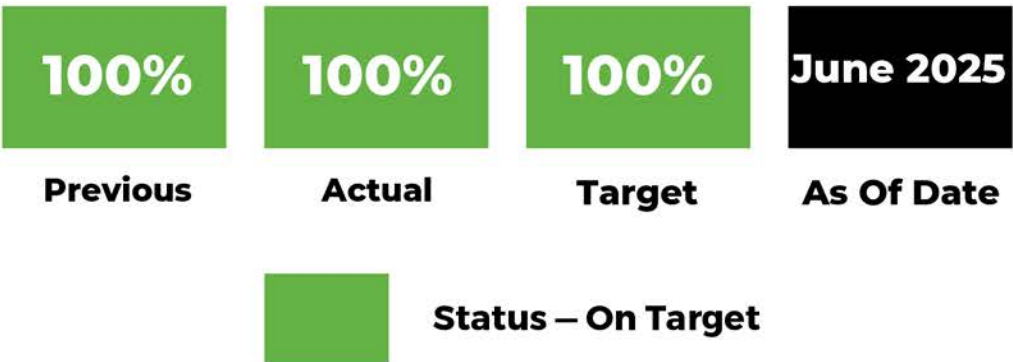 100% 100% 100% June 2025
Previous Actual Target As Of Date
Status – On Target